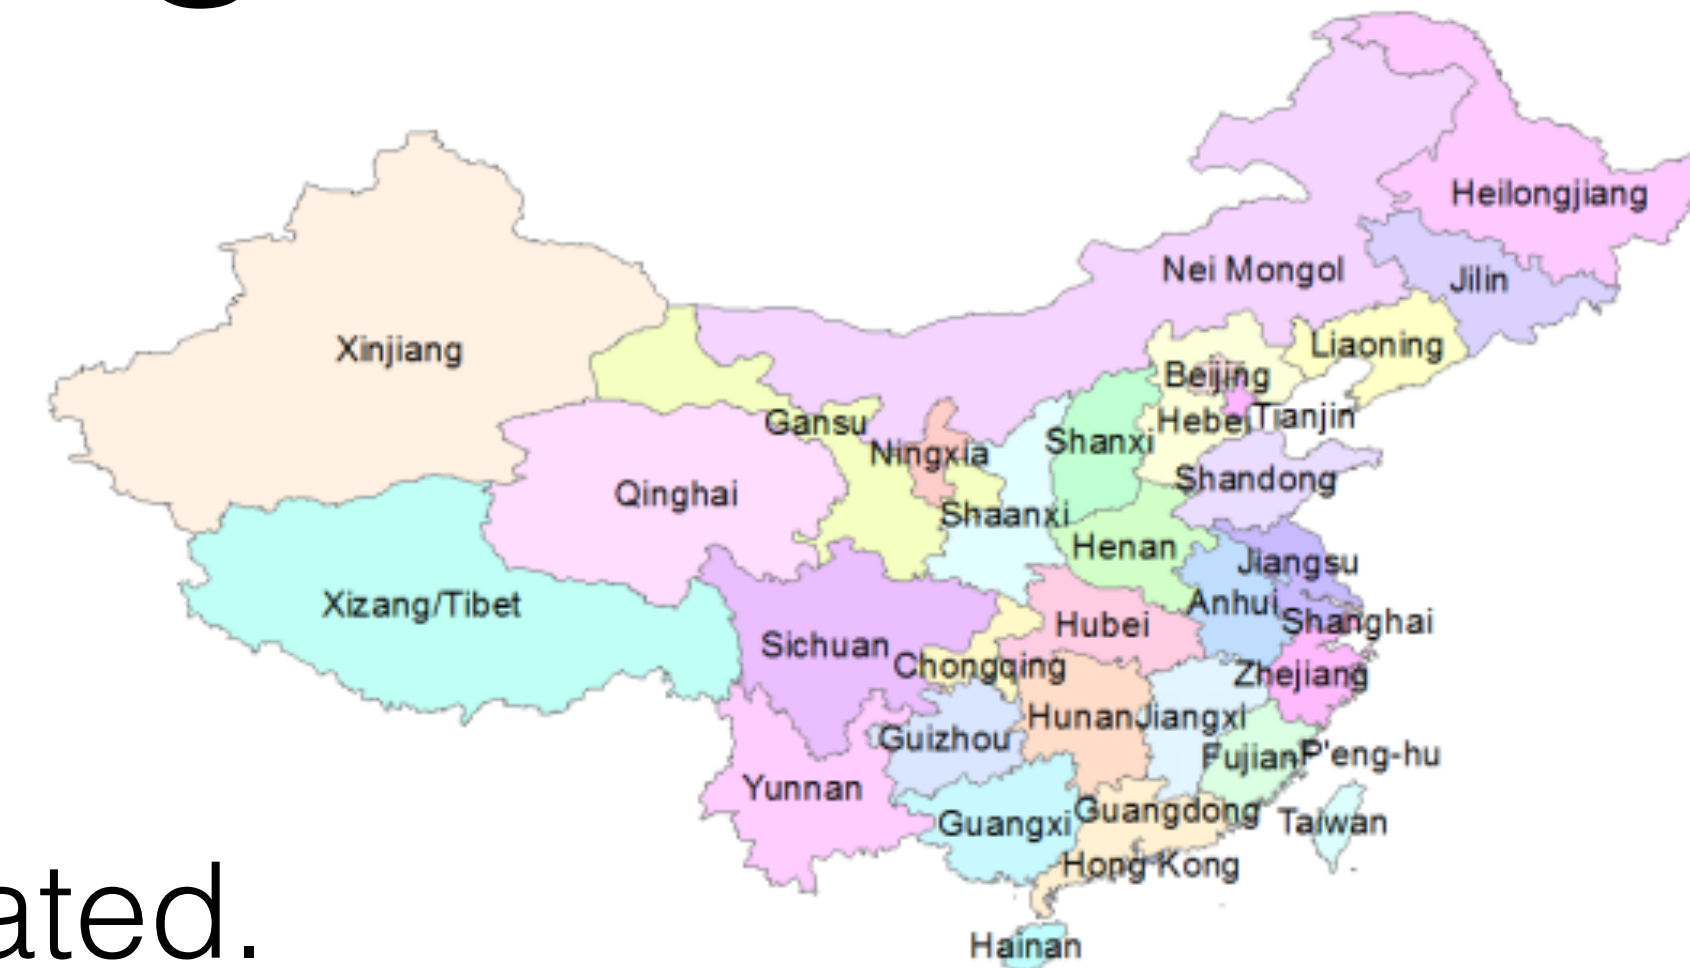 Heilongjiang
Nei Mongol
Jilin
Xinjiang
Liaoning
Beijing
Gansu
Hebei
Tianjin
Ningxia
Shanxi
Shandong
Qinghai
Shaanxi
Henan
Jiangsu
Xizang/Tibet
Anhui
Hubei
Shanghai
Sichuan
Chongqing
Zhejiang
Hunan
Jiangxi
Guizhou
Fujian
P'eng-hu
Yunnan
Guangxi
Guangdong
Taiwan
Hong Kong
ated.
Hainan